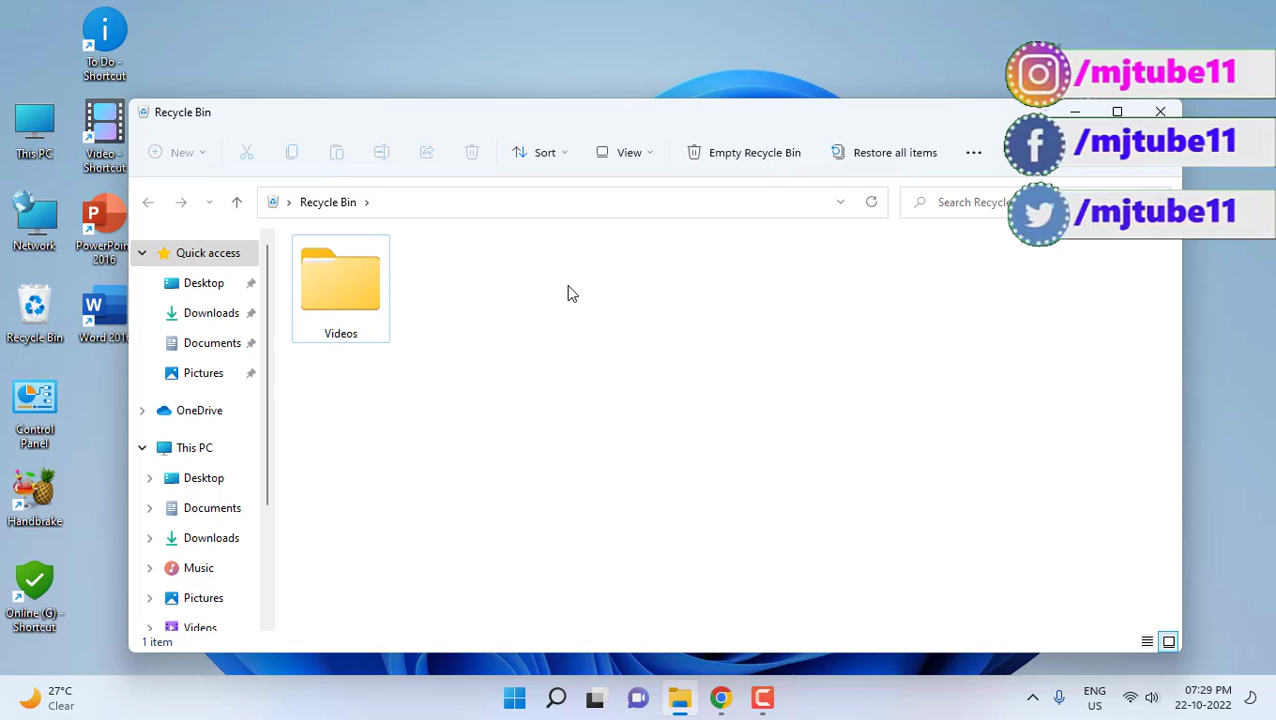 To Do -
Shortcut
This PC
Video -
Shortcut
Network
PowerPoint
2016
Recycle Bin
Control
Panel
Handbrake
Online (G) -
Shortcut
Recycle Bin
New
Sort
View
Empty Recycle Bin
Restore all items
Recycle Bin
Search
Quick access
Desktop
Downloads
Documents
Pictures
OneDrive
This PC
Desktop
Documents
Downloads
Music
Pictures
Videos
Videos
1 item
/mjtube11
/mjtube11
/mjtube11
27°C
Clear
ENG
US
07:29 PM
22-10-2022